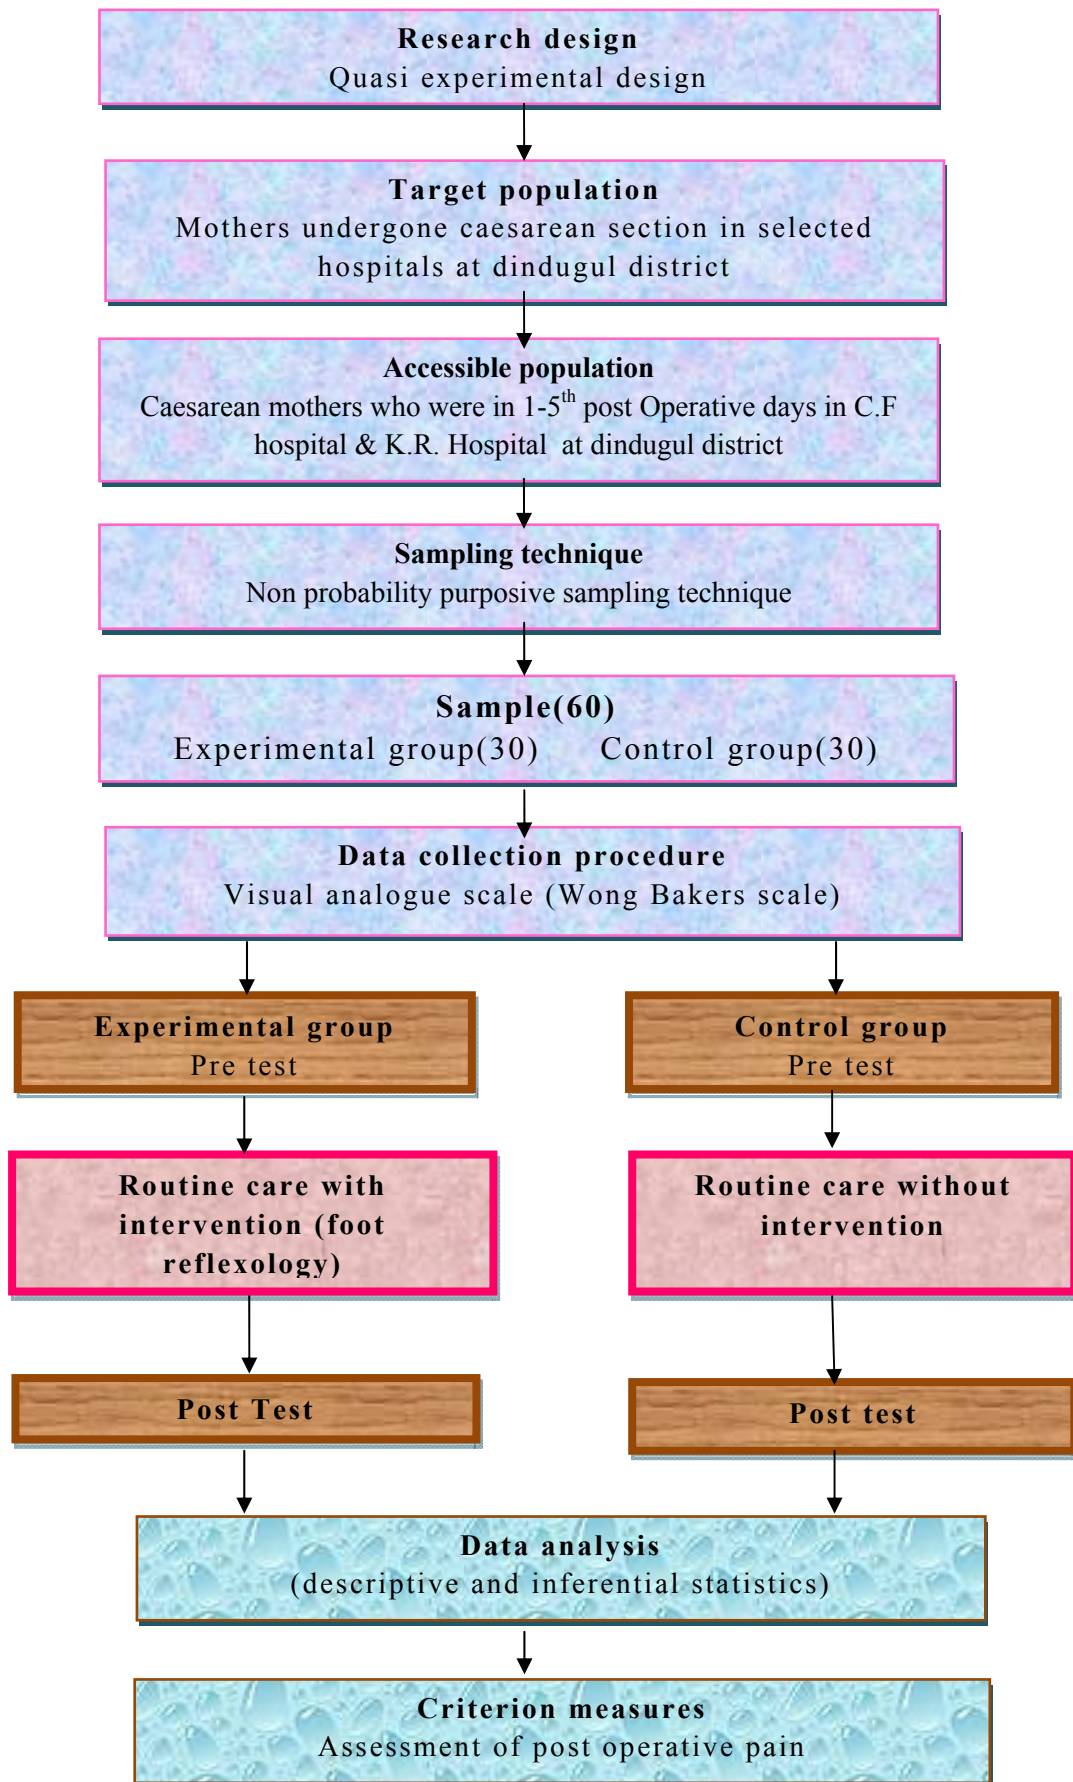 Research design
Quasi experimental design
Target population
Mothers undergone caesarean section in selected
hospitals at dindugul district
Accessible population
Caesarean mothers who were in 1-5th post Operative days in C.F
hospital & K.R. Hospital at dindugul district
Sampling technique
Non probability purposive sampling technique
Sample(60)
Experimental group(30) Control group(30)
Data collection procedure
Visual analogue scale (Wong Bakers scale)
Experimental group
Pre test
Control group
Pre test
Routine care with
intervention (foot
reflexology)
Routine care without
intervention
Post Test
Post test
Data analysis
(descriptive and inferential statistics)
Criterion measures
Assessment of post operative pain